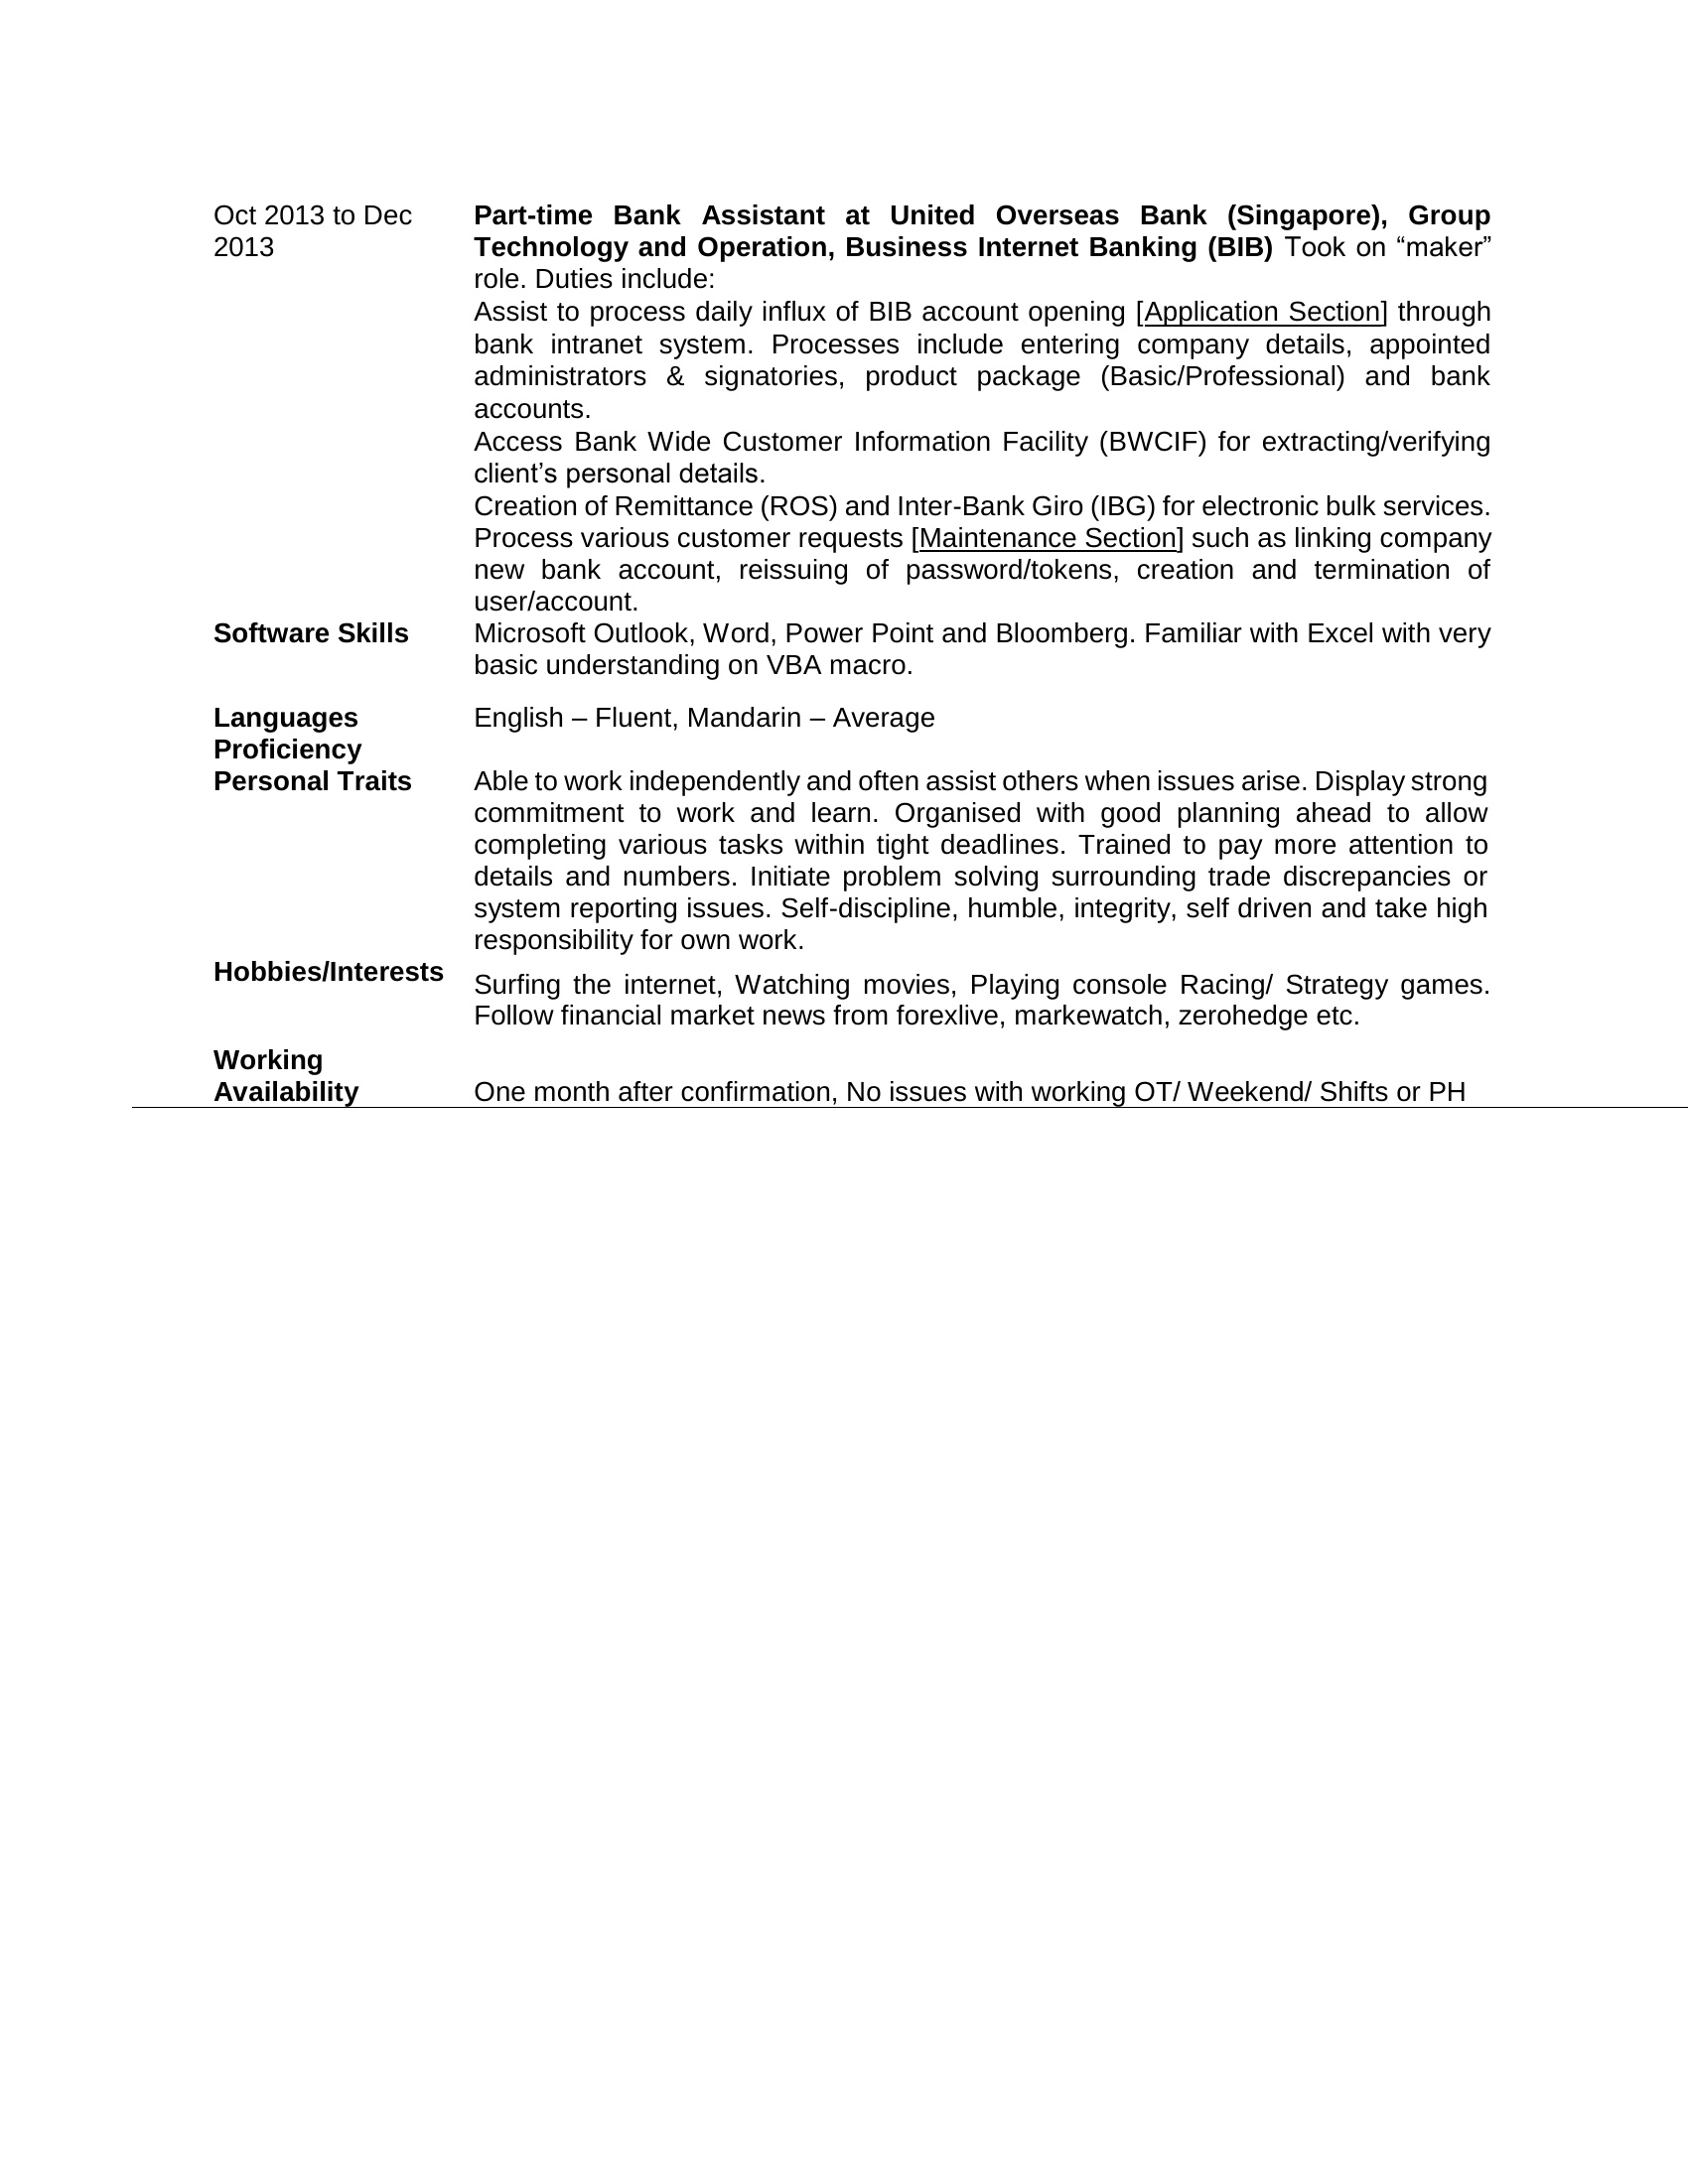 Oct 2013 to Dec
2013
Part-time Bank Assistant at United Overseas Bank (Singapore), Group
Technology and Operation, Business Internet Banking (BIB) Took on “maker”
role. Duties include:
Assist to process daily influx of BIB account opening [Application Section] through
bank intranet system. Processes include entering company details, appointed
administrators & signatories, product package (Basic/Professional) and bank
accounts.
Access Bank Wide Customer Information Facility (BWCIF) for extracting/verifying
client’s personal details.
Creation of Remittance (ROS) and Inter-Bank Giro (IBG) for electronic bulk services.
Process various customer requests [Maintenance Section] such as linking company
new bank account, reissuing of password/tokens, creation and termination of
user/account.
Software Skills
Microsoft Outlook, Word, Power Point and Bloomberg. Familiar with Excel with very
basic understanding on VBA macro.
Languages
Proficiency
English – Fluent, Mandarin – Average
Personal Traits
Able to work independently and often assist others when issues arise. Display strong
commitment to work and learn. Organised with good planning ahead to allow
completing various tasks within tight deadlines. Trained to pay more attention to
details and numbers. Initiate problem solving surrounding trade discrepancies or
system reporting issues. Self-discipline, humble, integrity, self driven and take high
responsibility for own work.
Hobbies/Interests
Surfing the internet, Watching movies, Playing console Racing/ Strategy games.
Follow financial market news from forexlive, markewatch, zerohedge etc.
Working
Availability
One month after confirmation, No issues with working OT/ Weekend/ Shifts or PH